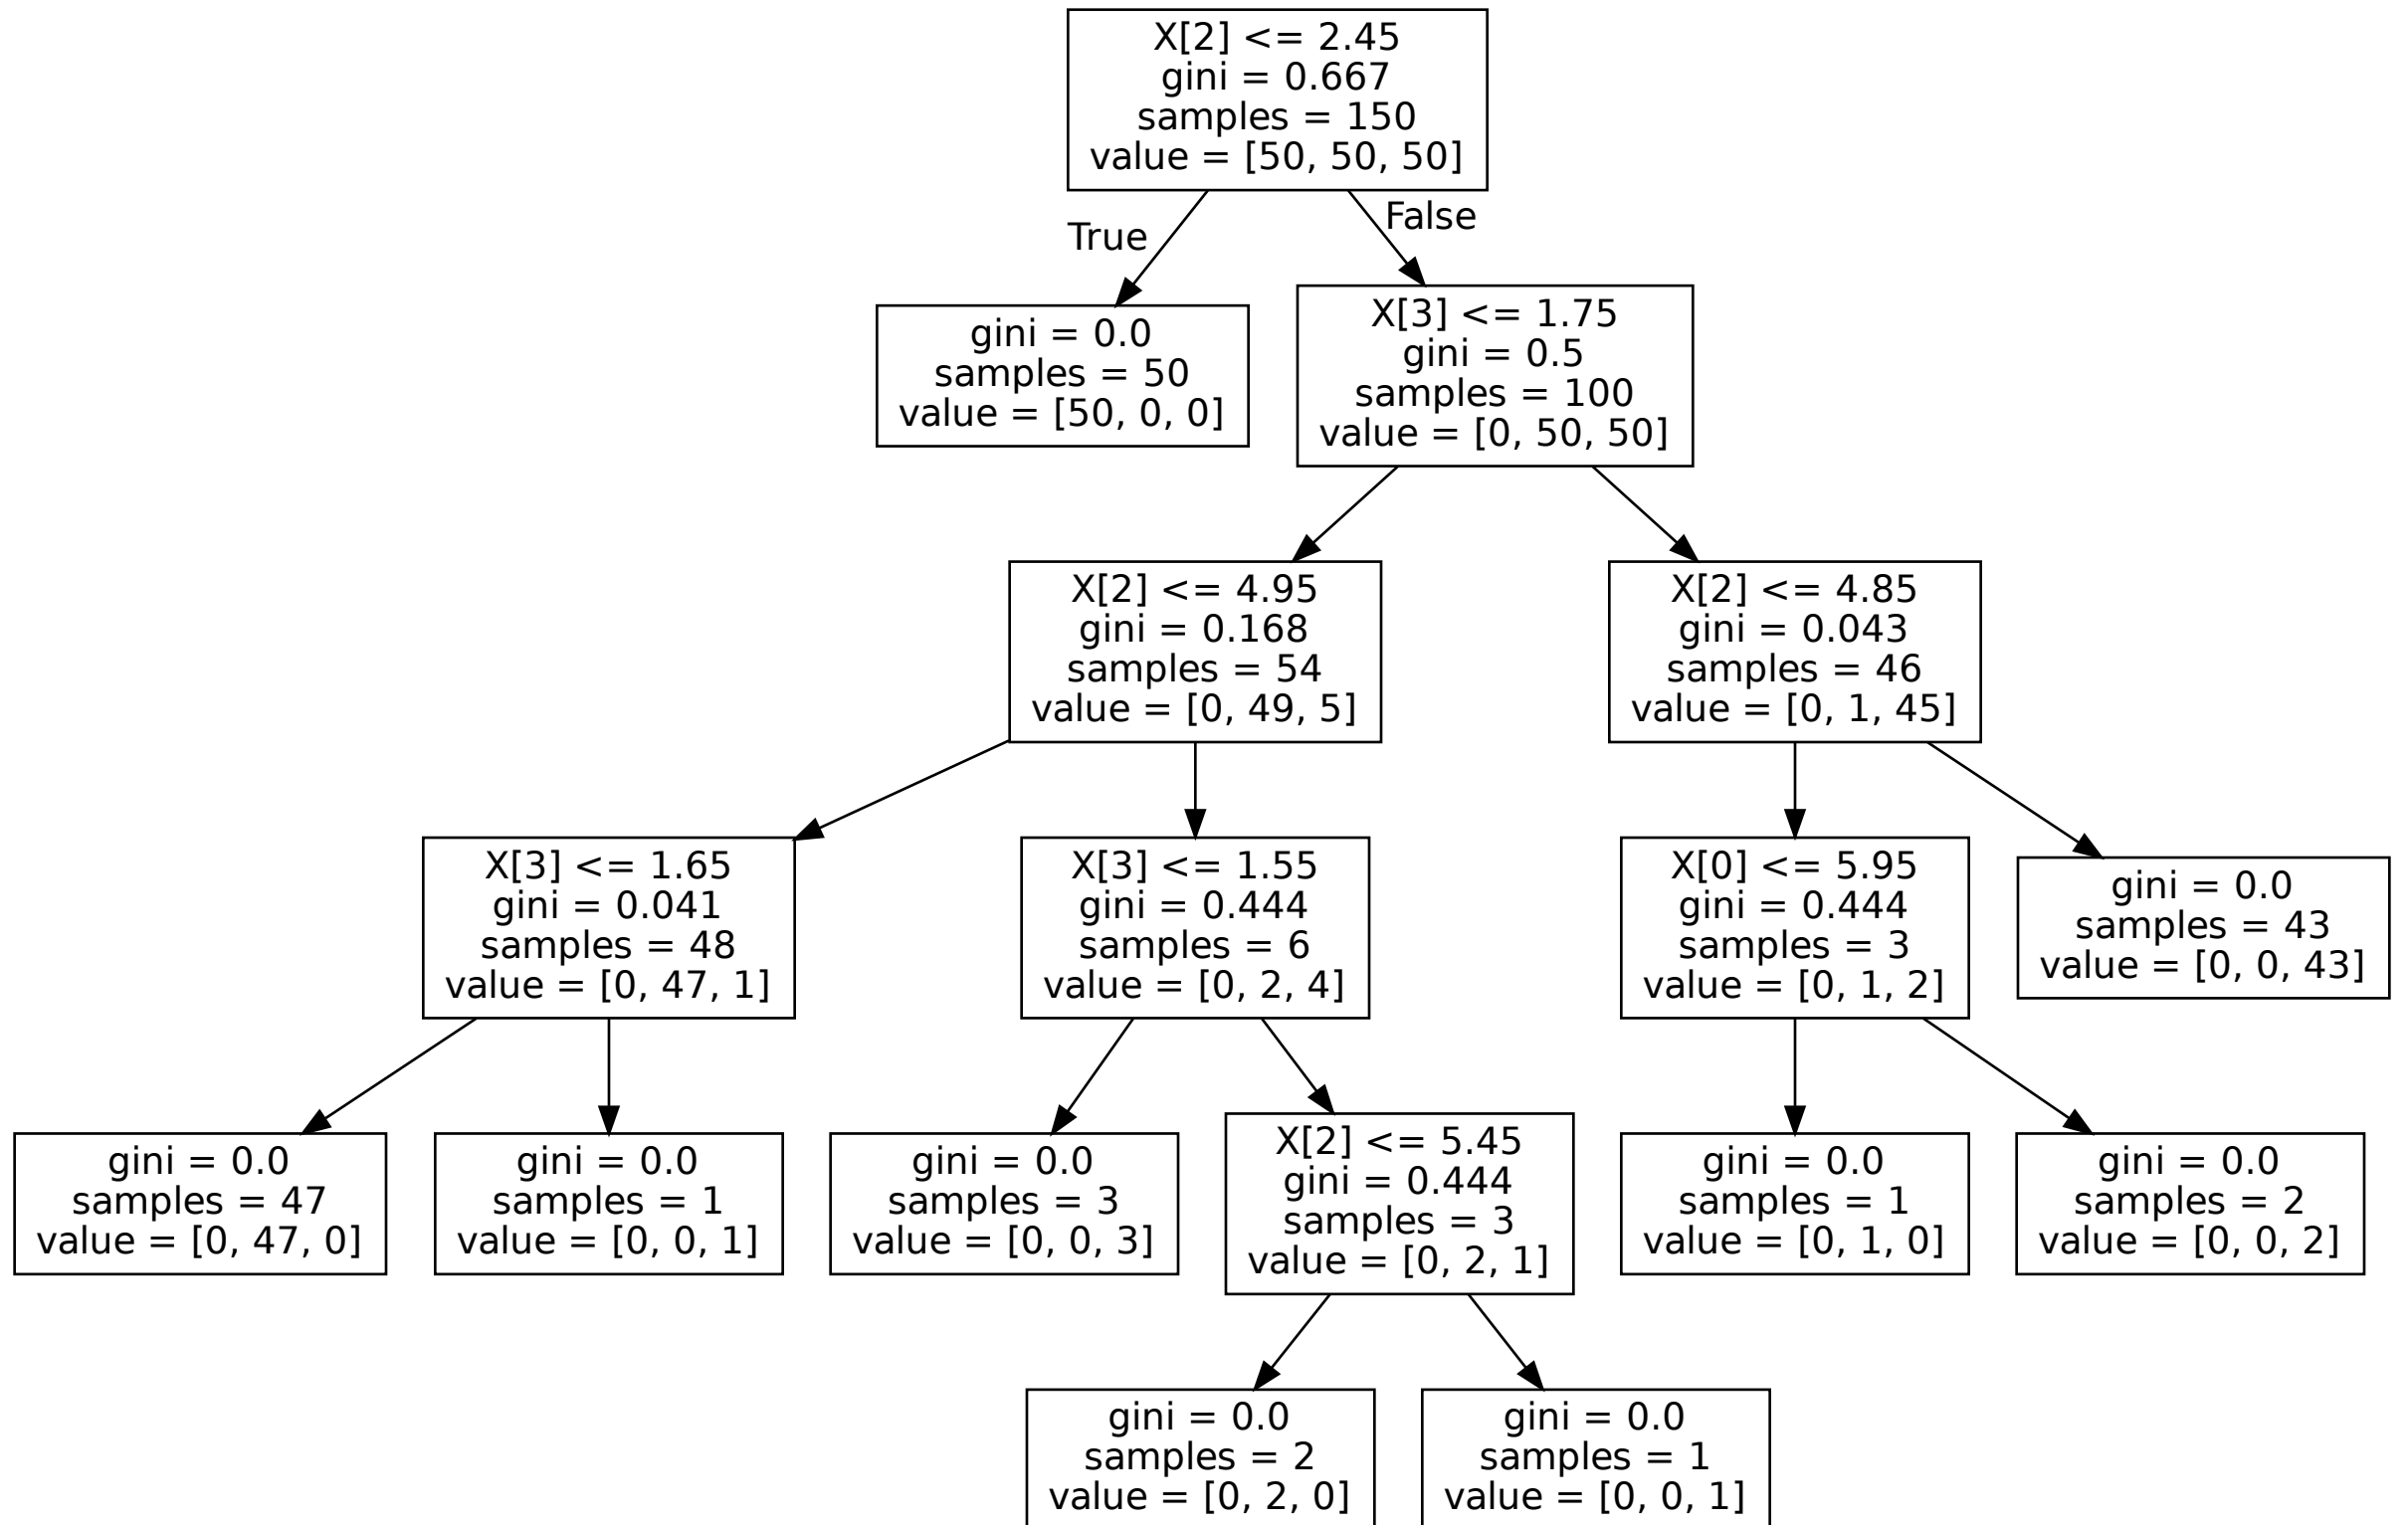 X[2] <= 2.45
gini = 0.667
samples = 150
value = [50, 50, 50]
True
False
gini = 0.0
samples = 50
value = [50, 0, 0]
X[3] <= 1.75
gini = 0.5
samples = 100
value = [0, 50, 50]
X[2] <= 4.95
gini = 0.168
samples = 54
value = [0, 49, 5]
X[2] <= 4.85
gini = 0.043
samples = 46
value = [0, 1, 45]
X[3] <= 1.65
gini = 0.041
samples = 48
value = [0, 47, 1]
X[3] <= 1.55
gini = 0.444
samples = 6
value = [0, 2, 4]
X[0] <= 5.95
gini = 0.444
samples = 3
value = [0, 1, 2]
gini = 0.0
samples = 43
value = [0, 0, 43]
gini = 0.0
samples = 47
value = [0, 47, 0]
gini = 0.0
samples = 1
value = [0, 0, 1]
gini = 0.0
samples = 3
value = [0, 0, 3]
X[2] <= 5.45
gini = 0.444
samples = 3
value = [0, 2, 1]
gini = 0.0
samples = 1
value = [0, 1, 0]
gini = 0.0
samples = 2
value = [0, 0, 2]
gini = 0.0
samples = 2
value = [0, 2, 0]
gini = 0.0
samples = 1
value = [0, 0, 1]